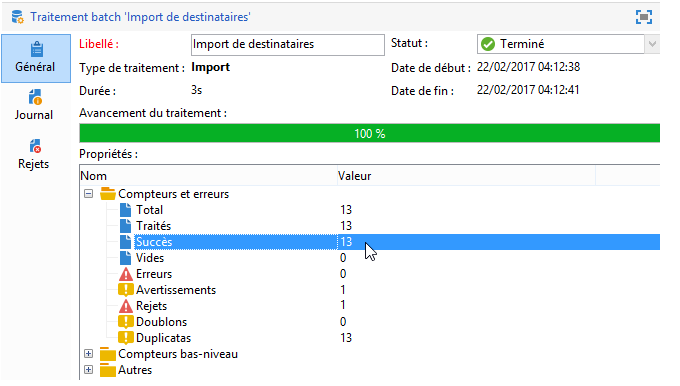 Traitement batch 'Import de destinataires'
Général
Journal
Rejets
Libellé : Import de destinataires Statut : Terminé
Type de traitement : Import Date de début : 22/02/2017 04:12:38
Durée : 3s Date de fin : 22/02/2017 04:12:41
Avancement du traitement :
100 %
Propriétés :
Nom Valeur
Compteurs et erreurs
Total 13
Traités 13
Succès 13
Vides 0
Erreurs 0
Avertissements 1
Rejets 1
Doublons 0
Duplicatas 13
Compteurs bas-niveau
Autres